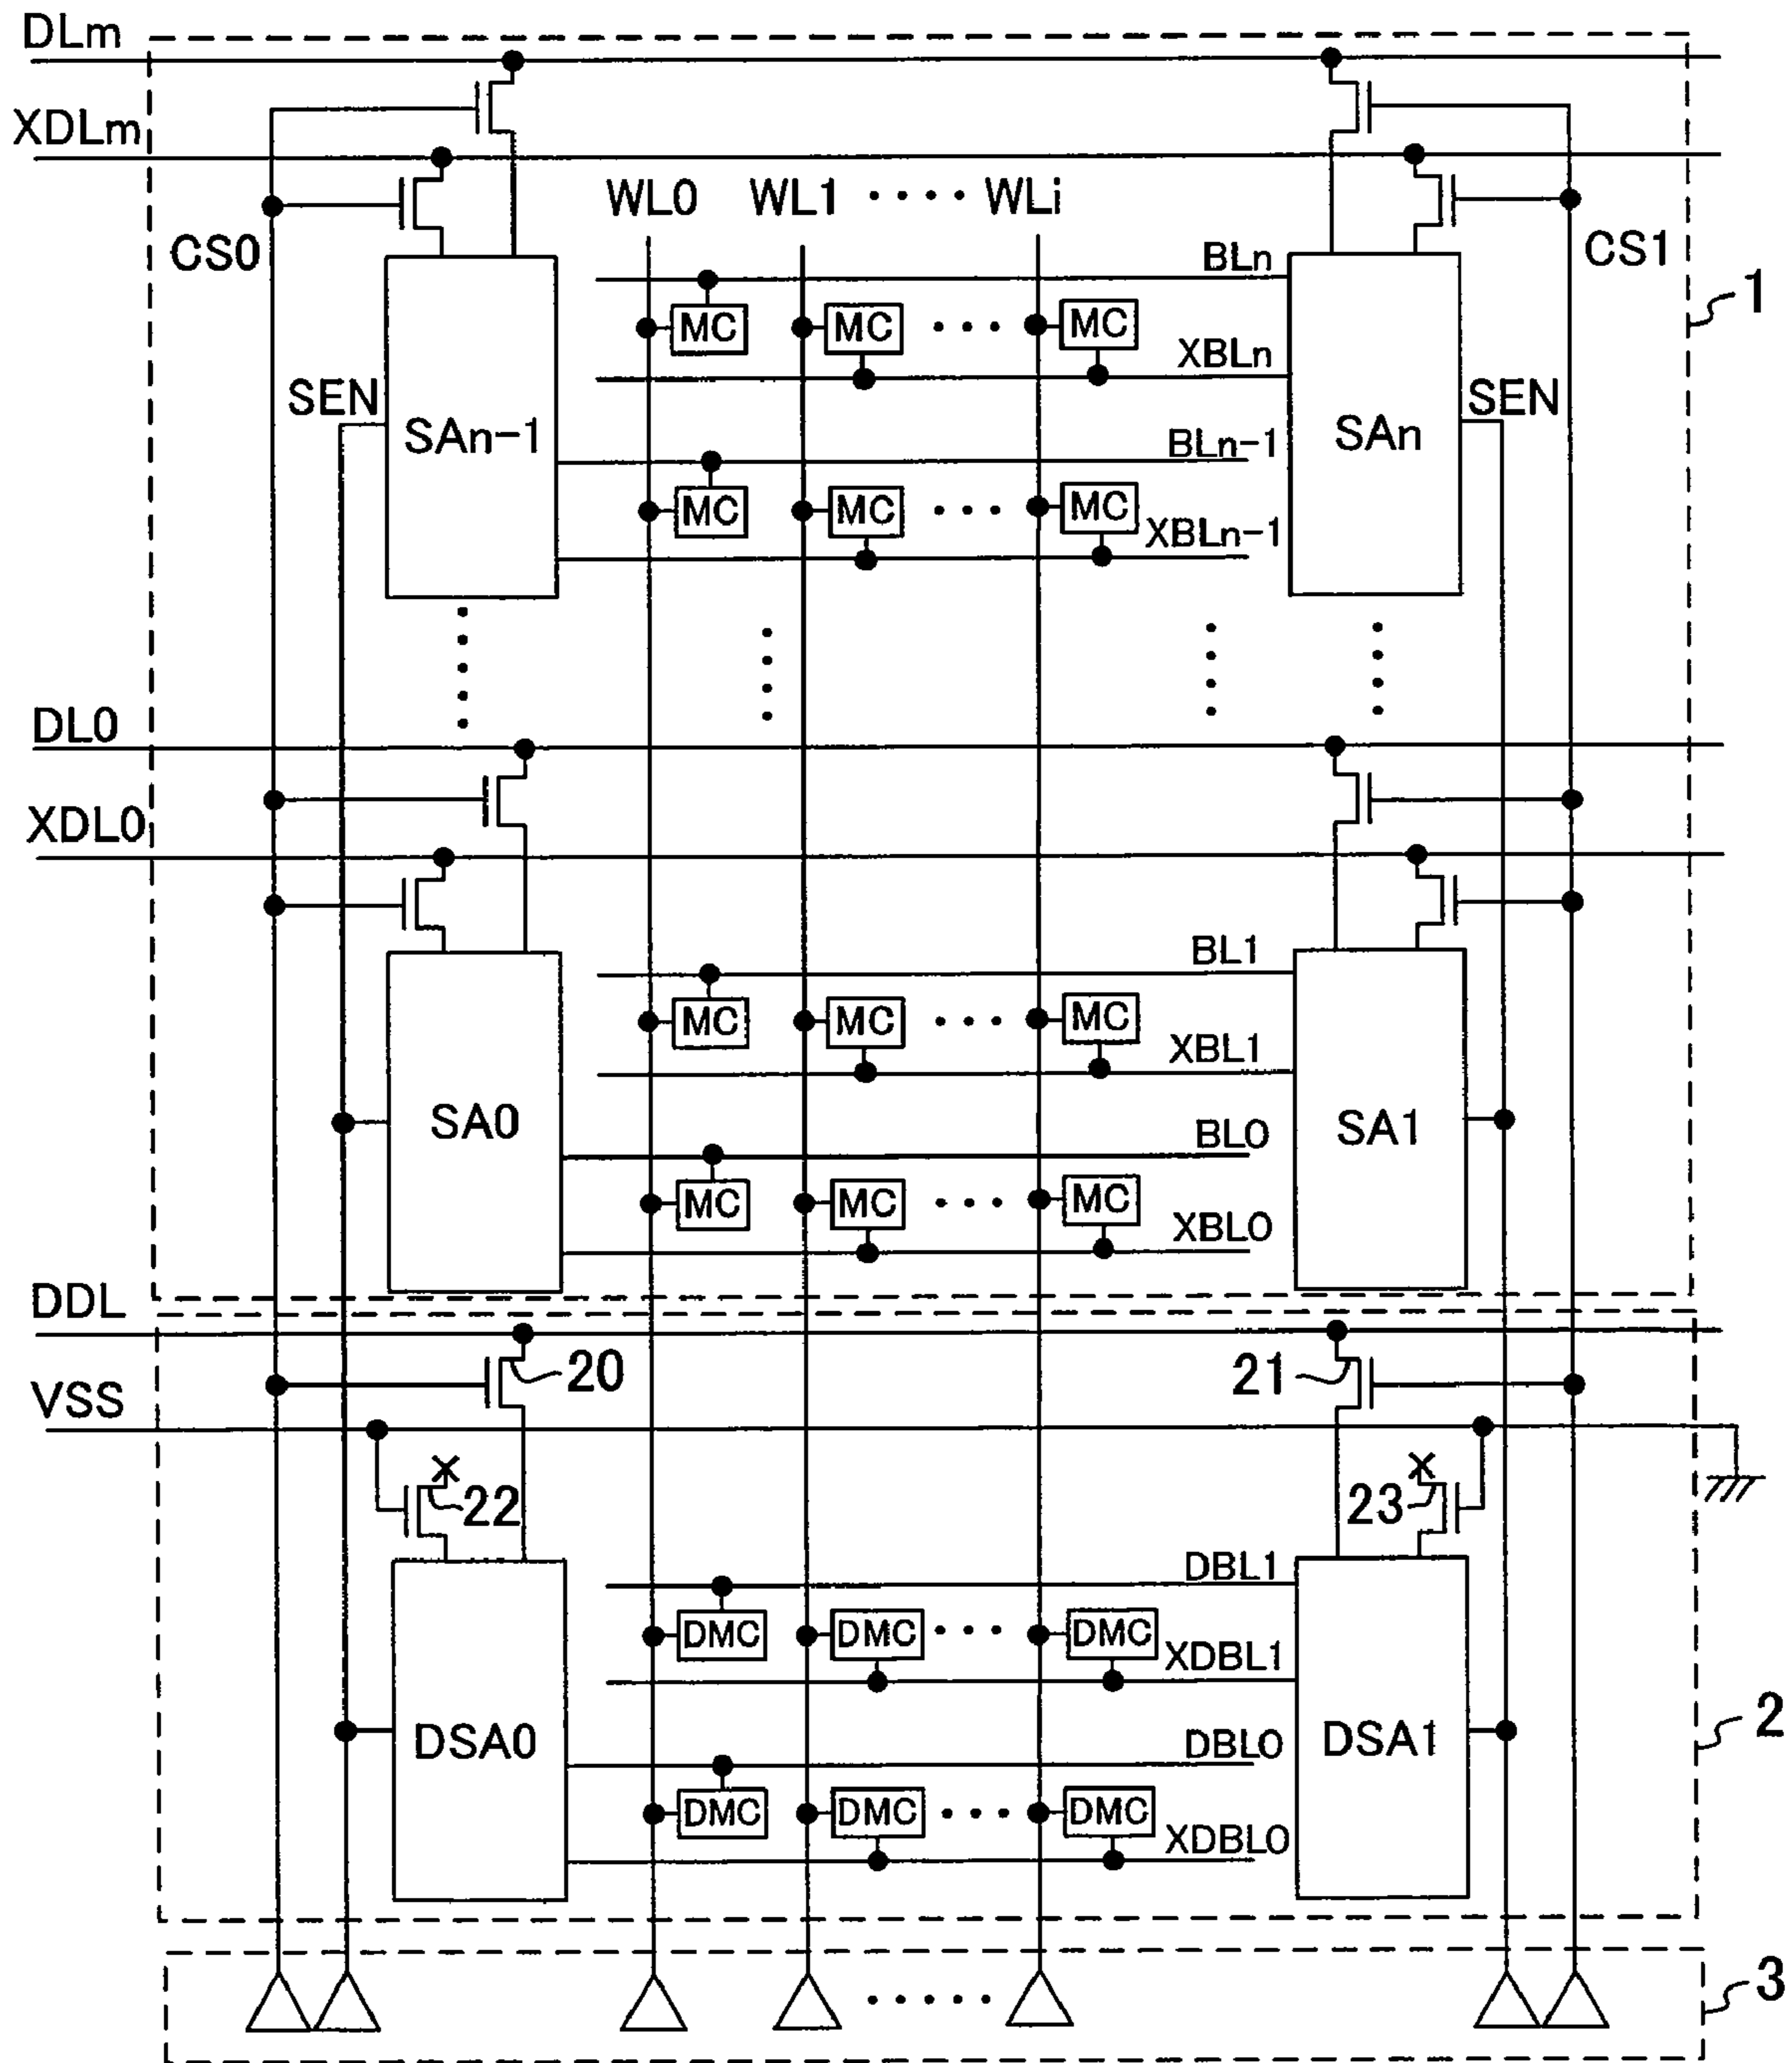 DLm
XDLm
WL0 WL1 ···· WLi
CS0 CS1
BLn
1
MC MC ··· MC
XBLn
SEN SEN
SAn-1 SAn
BLn-1
MC MC ··· MC
XBLn-1
DL0
XDL0
BL1
MC MC ··· MC
XBL1
SA0 SA1
BL0
MC MC ··· MC
XBL0
DDL
20 21
VSS
22 23
DBL1
DMC DMC ··· DMC
XDBL1
2
DSA0 DSA1
DBL0
DMC DMC ··· DMC
XDBL0
3